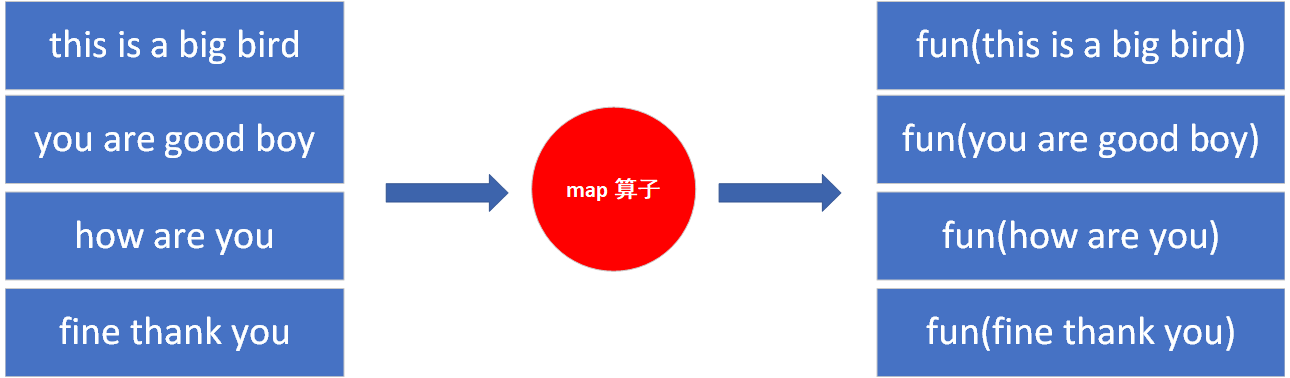 this is a big bird
you are good boy
how are you
fine thank you
map 算子
fun(this is a big bird)
fun(you are good boy)
fun(how are you)
fun(fine thank you)